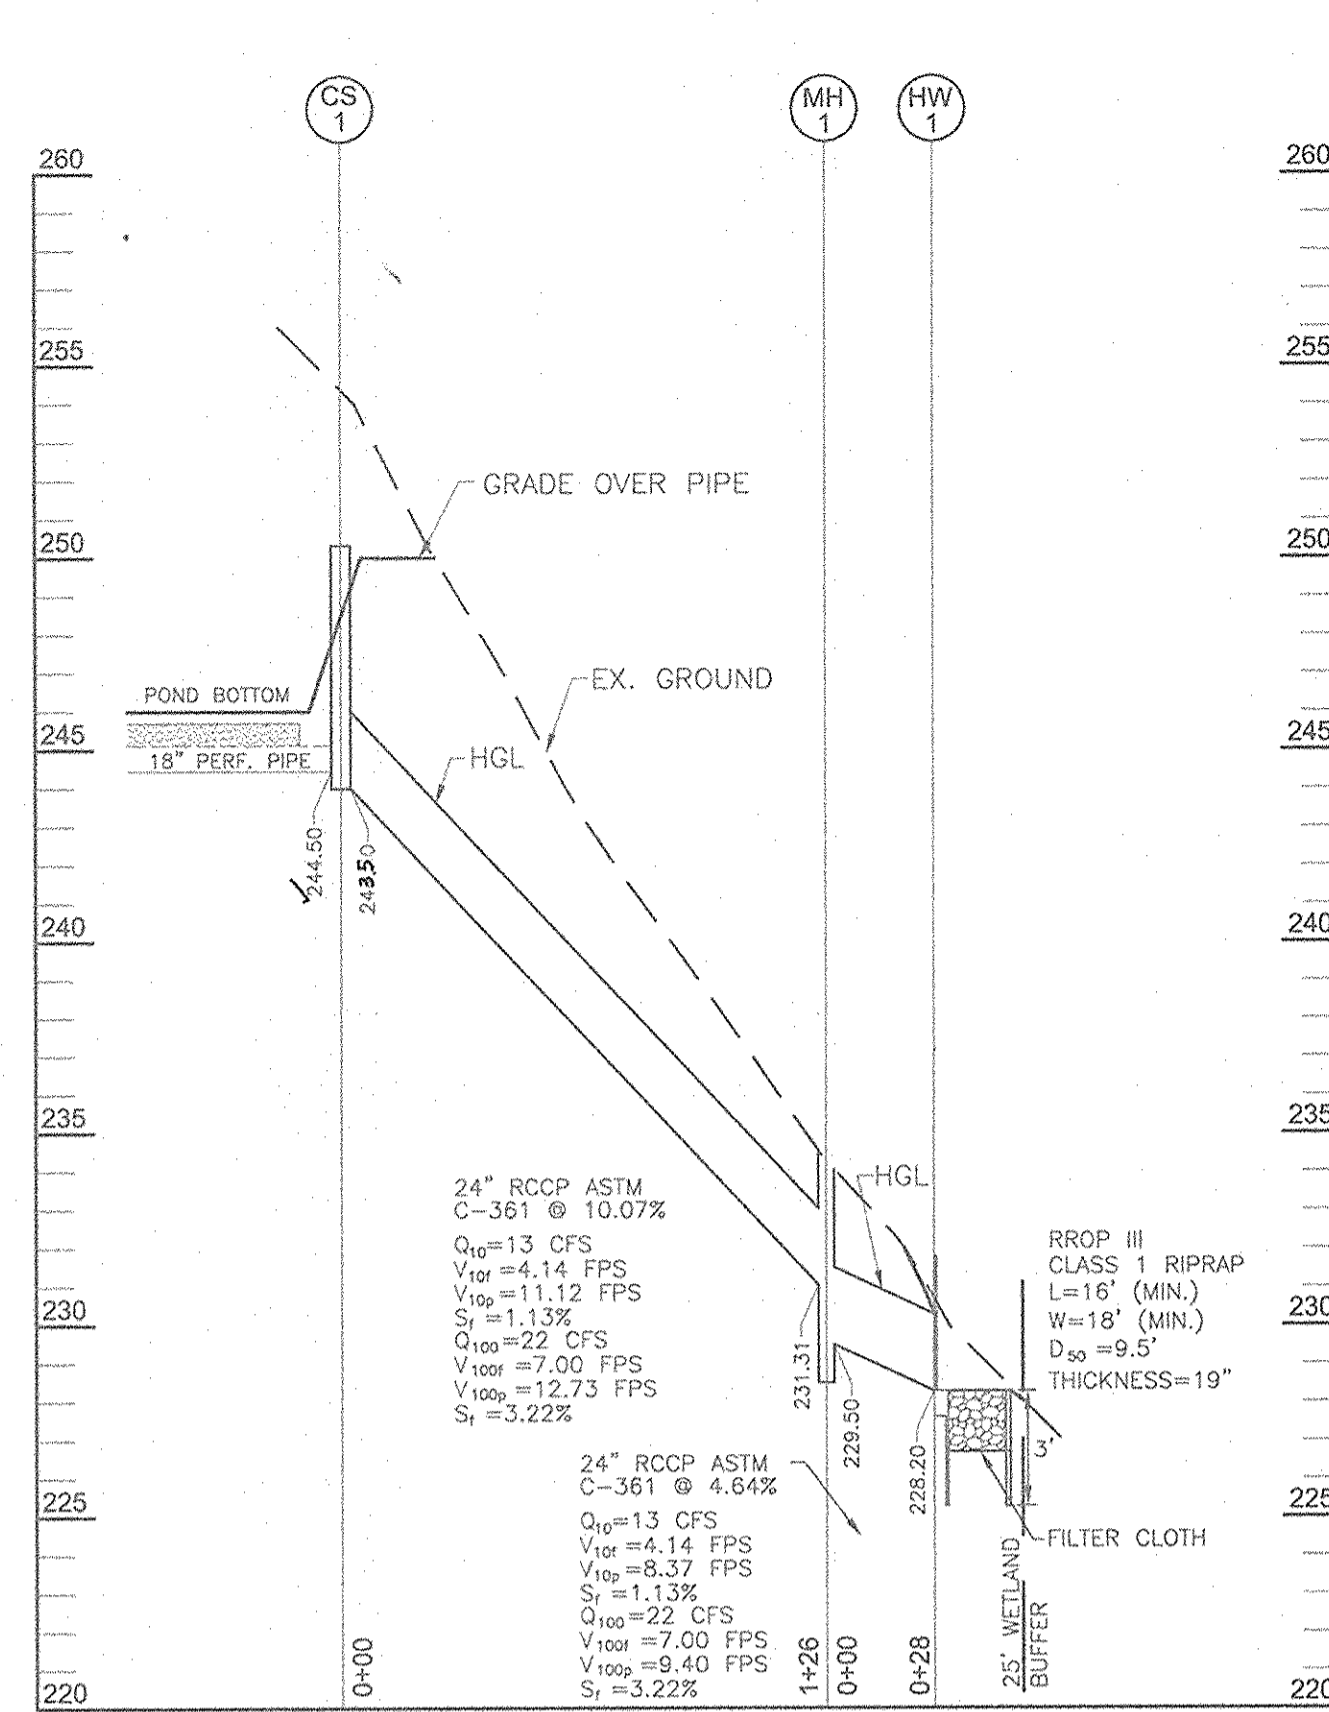 CS
1
MH
1
HW
1
260
260
255
255
GRADE OVER PIPE
250
250
EX. GROUND
POND BOTTOM
245
245
18" PERF. PIPE
HGL
244.50
243.50
240
240
235
235
HGL
24" RCCP ASTM
C-361 @ 10.07%
Q10=13 CFS
V10f=4.14 FPS
V10p=11.12 FPS
Sf=1.13%
Q100=22 CFS
V100f=7.00 FPS
V100p=12.73 FPS
Sf=3.22%
RROP III
CLASS 1 RIPRAP
L=16' (MIN.)
W=18' (MIN.)
D50=9.5'
THICKNESS=19"
230
230
231.31
229.50
228.20
3'
24" RCCP ASTM
C-361 @ 4.64%
Q10=13 CFS
V10f=4.14 FPS
V10p=8.37 FPS
Sf=1.13%
Q100=22 CFS
V100f=7.00 FPS
V100p=9.40 FPS
Sf=3.22%
225
225
FILTER CLOTH
25' WETLAND
BUFFER
0+00
1+26
0+00
0+28
220
220